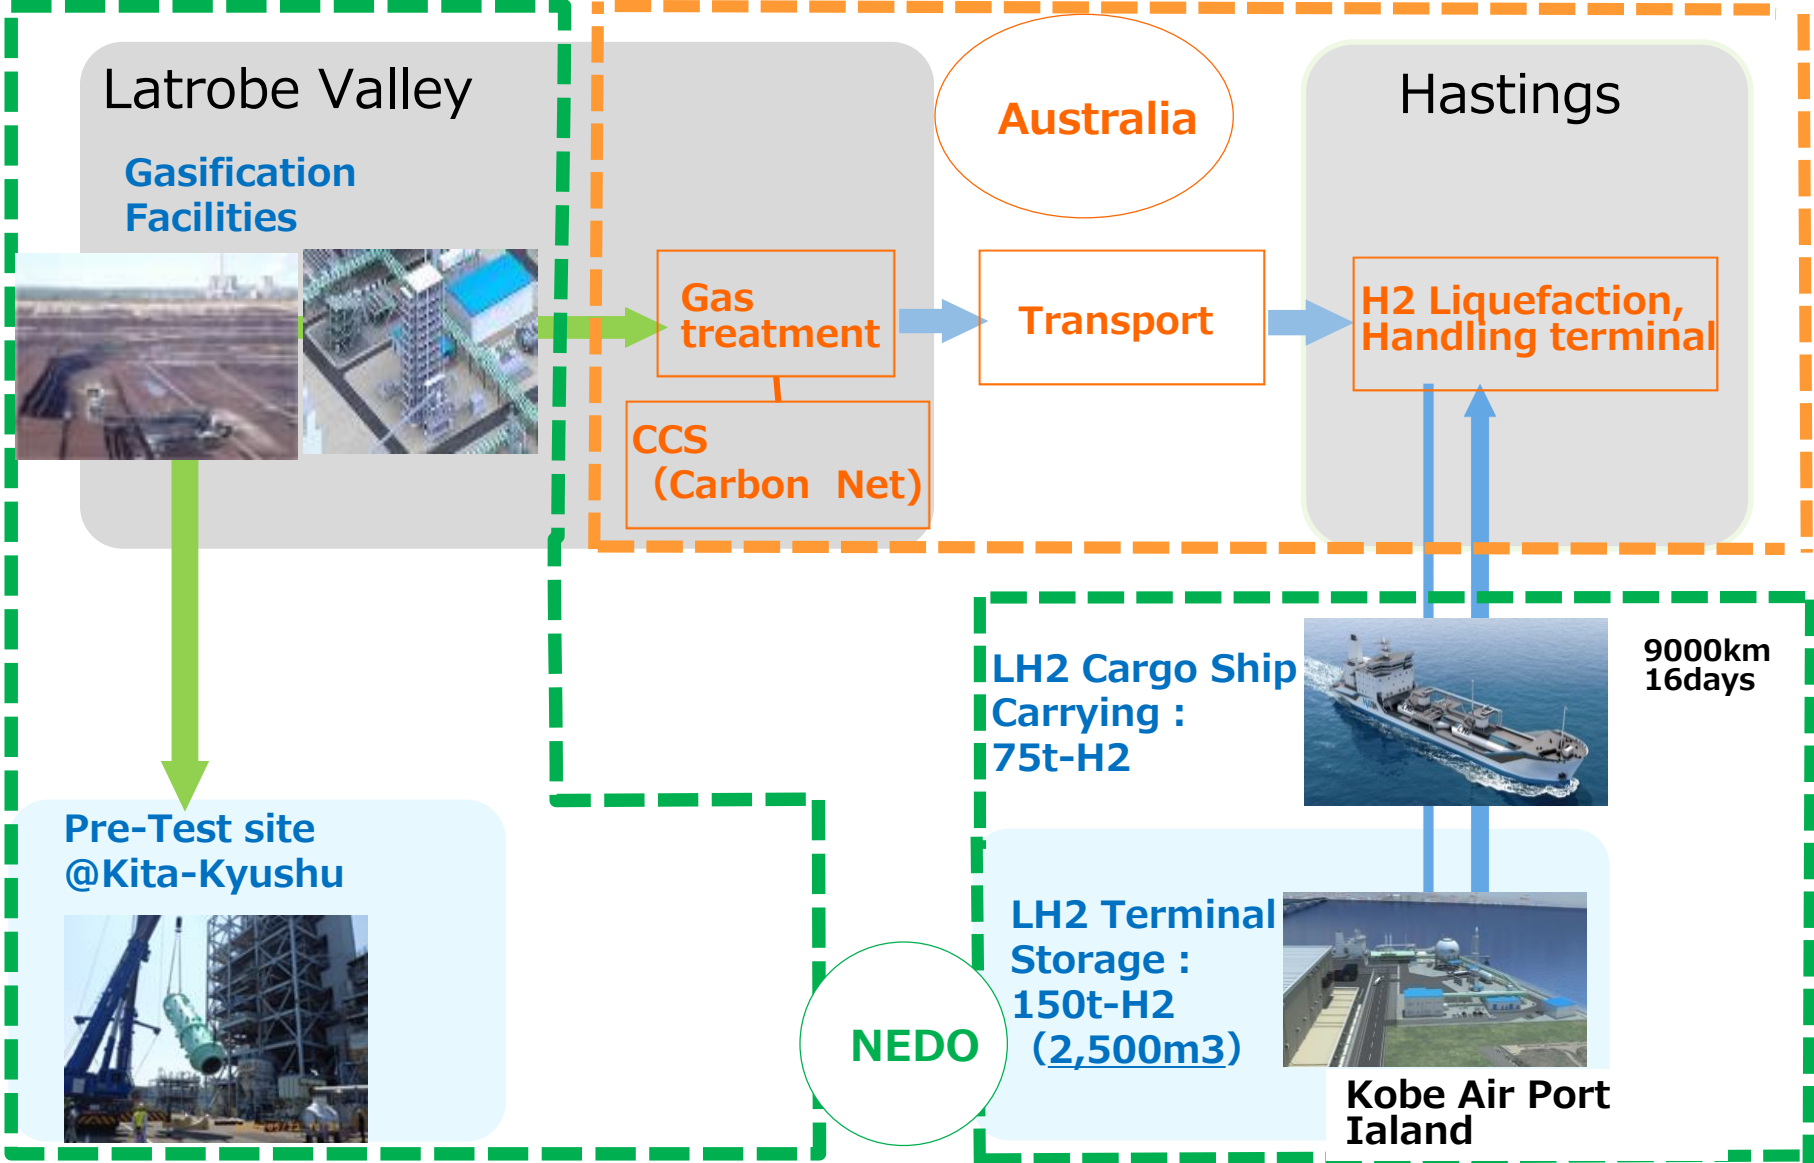 Latrobe Valley
Gasification
Facilities
Australia
Hastings
Gas
treatment
Transport
H2 Liquefaction,
Handling terminal
CCS
（Carbon Net)
LH2 Cargo Ship
Carrying :
75t-H2
9000km
16days
Pre-Test site
@Kita-Kyushu
LH2 Terminal
Storage :
150t-H2
（2,500m3）
NEDO
Kobe Air Port
Ialand